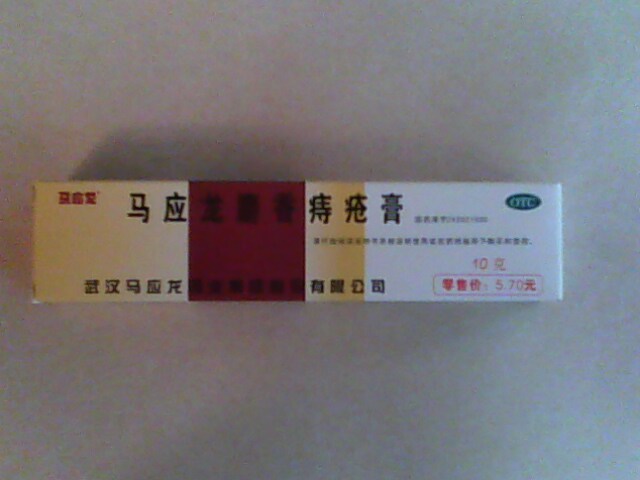 马应龙
马应龙麝香痔疮膏
OTC
10克
武汉马应龙药业集团股份有限公司
零售价：5.70元